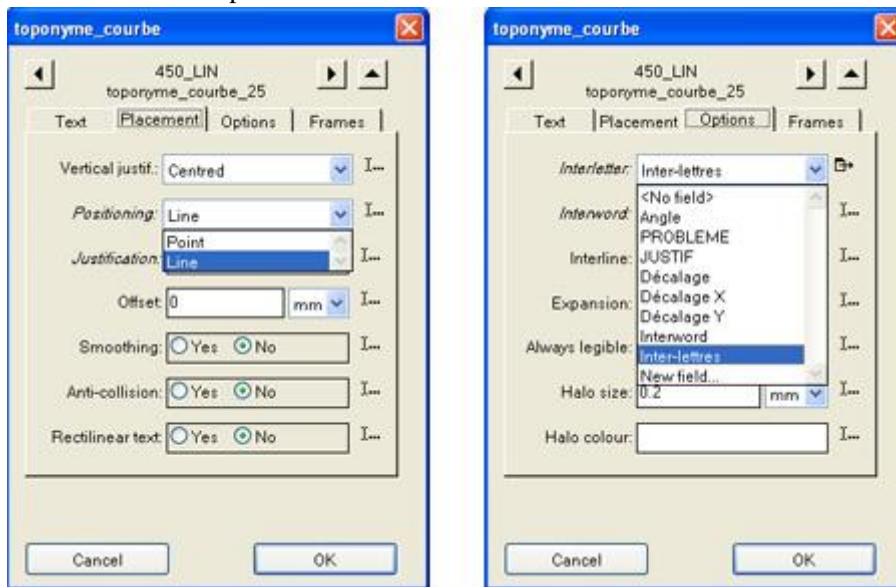 toponyme_courbe
450_LIN
toponyme_courbe_25
Text Placement Options Frames
Vertical justif.: Centred I...
Positioning: Line I...
Point
Justification: Line I...
Offset: 0 mm I...
Smoothing: Yes No I...
Anti-collision: Yes No I...
Rectilinear text: Yes No I...
Cancel OK
toponyme_courbe
450_LIN
toponyme_courbe_25
Text Placement Options Frames
Interletter: Inter-lettres
<No field>
Interword: Angle I...
PROBLEME
Interline: JUSTIF I...
Décalage
Expansion: Décalage X I...
Décalage Y
Interword
Always legible: Inter-lettres I...
New field...
Halo size: 0.2 mm I...
Halo colour: I...
Cancel OK